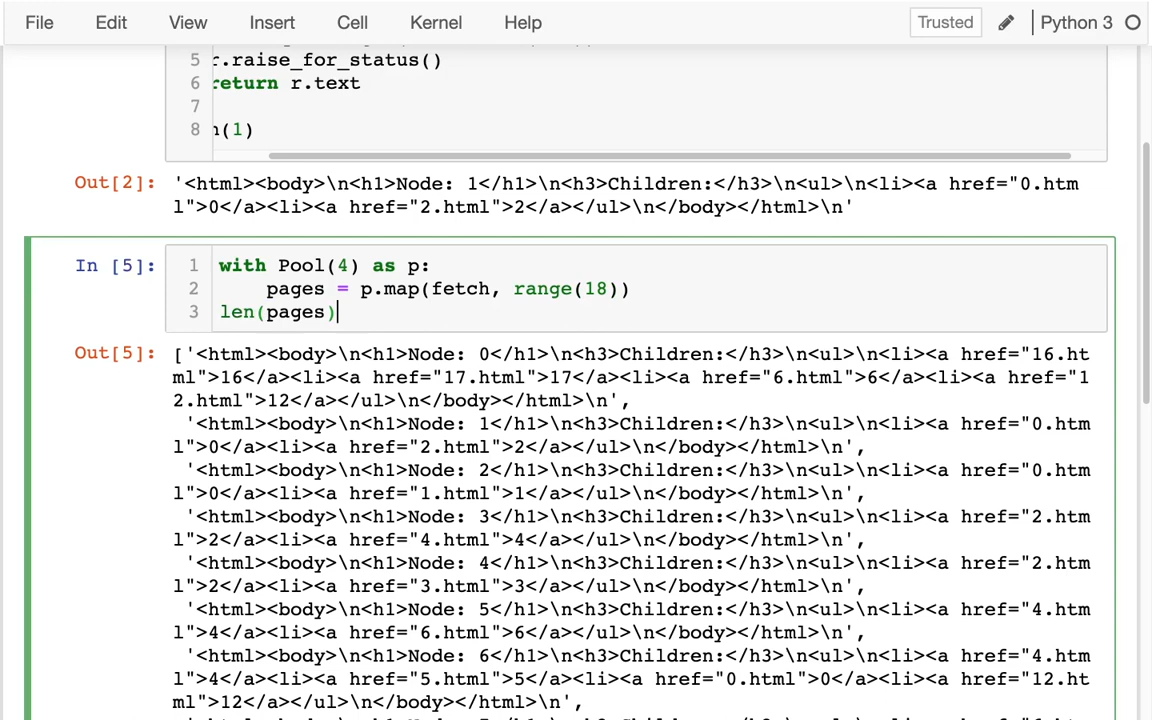 File Edit View Insert Cell Kernel Help Trusted Python 3
5 r.raise_for_status()
6 return r.text
7
8 n(1)
Out[2]: '<html><body>\n<h1>Node: 1</h1>\n<h3>Children:</h3>\n<ul>\n<li><a href="0.htm
l">0</a><li><a href="2.html">2</a></ul>\n</body></html>\n'
In [5]: 1 with Pool(4) as p:
2 pages = p.map(fetch, range(18))
3 len(pages)
Out[5]: ['<html><body>\n<h1>Node: 0</h1>\n<h3>Children:</h3>\n<ul>\n<li><a href="16.ht
ml">16</a><li><a href="17.html">17</a><li><a href="6.html">6</a><li><a href="1
2.html">12</a></ul>\n</body></html>\n',
'<html><body>\n<h1>Node: 1</h1>\n<h3>Children:</h3>\n<ul>\n<li><a href="0.htm
l">0</a><li><a href="2.html">2</a></ul>\n</body></html>\n',
'<html><body>\n<h1>Node: 2</h1>\n<h3>Children:</h3>\n<ul>\n<li><a href="0.htm
l">0</a><li><a href="1.html">1</a></ul>\n</body></html>\n',
'<html><body>\n<h1>Node: 3</h1>\n<h3>Children:</h3>\n<ul>\n<li><a href="2.htm
l">2</a><li><a href="4.html">4</a></ul>\n</body></html>\n',
'<html><body>\n<h1>Node: 4</h1>\n<h3>Children:</h3>\n<ul>\n<li><a href="2.htm
l">2</a><li><a href="3.html">3</a></ul>\n</body></html>\n',
'<html><body>\n<h1>Node: 5</h1>\n<h3>Children:</h3>\n<ul>\n<li><a href="4.htm
l">4</a><li><a href="6.html">6</a></ul>\n</body></html>\n',
'<html><body>\n<h1>Node: 6</h1>\n<h3>Children:</h3>\n<ul>\n<li><a href="4.htm
l">4</a><li><a href="5.html">5</a><li><a href="0.html">0</a><li><a href="12.ht
ml">12</a></ul>\n</body></html>\n',